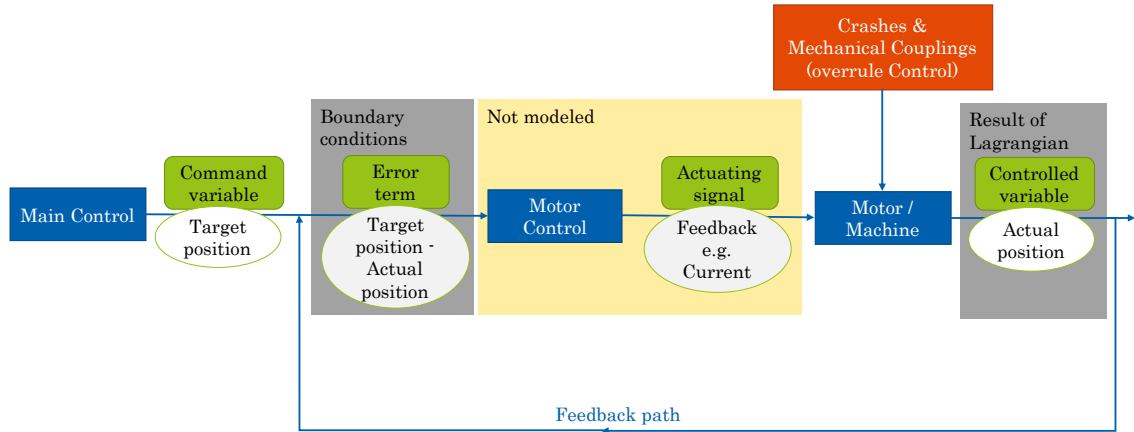 Crashes &
Mechanical Couplings
(overrule Control)
Boundary
conditions
Not modeled
Result of
Lagrangian
Command
variable
Error
term
Actuating
signal
Controlled
variable
Main Control
Target
position
Target
position -
Actual
position
Motor
Control
Feedback
e.g.
Current
Motor /
Machine
Actual
position
Feedback path